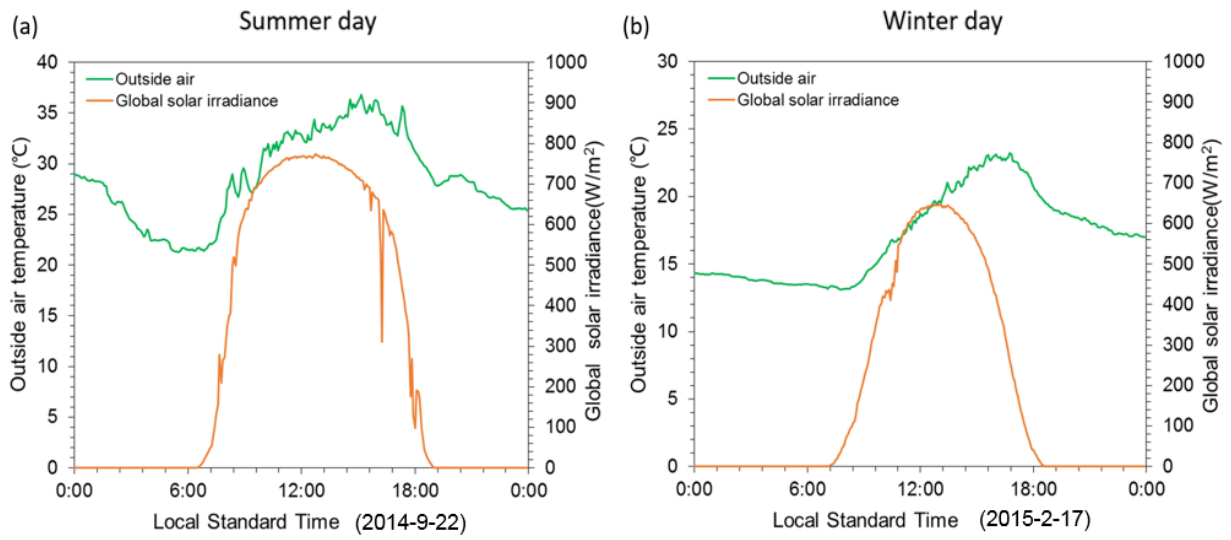 (a)
Summer day
Outside air temperature (℃)
40
35
30
25
20
15
10
5
0
Outside air
Global solar irradiance
1000
900
800
700
600
500
400
300
200
100
0
Global solar irradiance(W/m²)
0:00 6:00 12:00 18:00 0:00
Local Standard Time (2014-9-22)
(b)
Winter day
Outside air temperature (℃)
30
25
20
15
10
5
0
Outside air
Global solar irradiance
1000
900
800
700
600
500
400
300
200
100
0
Global solar irradiance(W/m²)
0:00 6:00 12:00 18:00 0:00
Local Standard Time (2015-2-17)